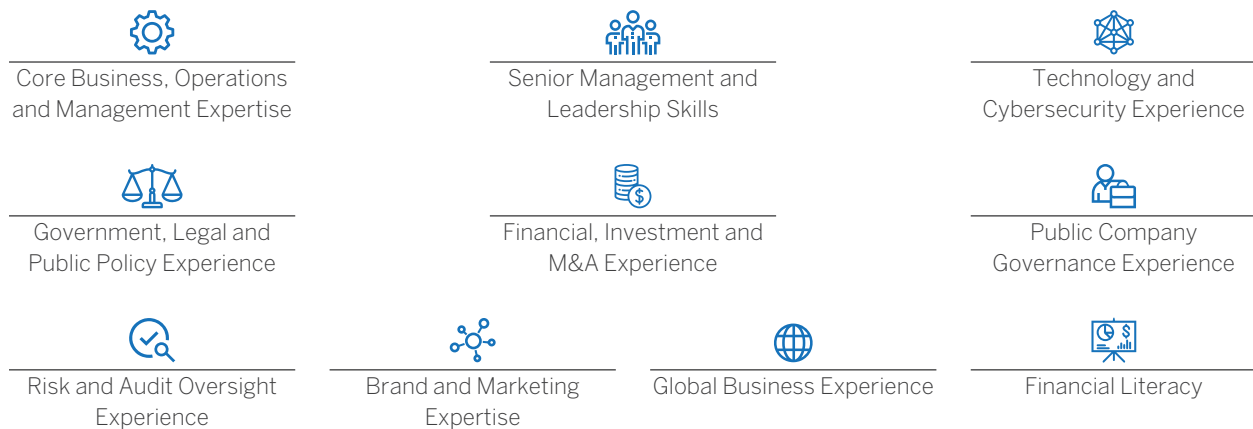 Core Business, Operations
and Management Expertise
Senior Management and
Leadership Skills
Technology and
Cybersecurity Experience
Government, Legal and
Public Policy Experience
Financial, Investment and
M&A Experience
Public Company
Governance Experience
Risk and Audit Oversight
Experience
Brand and Marketing
Expertise
Global Business Experience
Financial Literacy